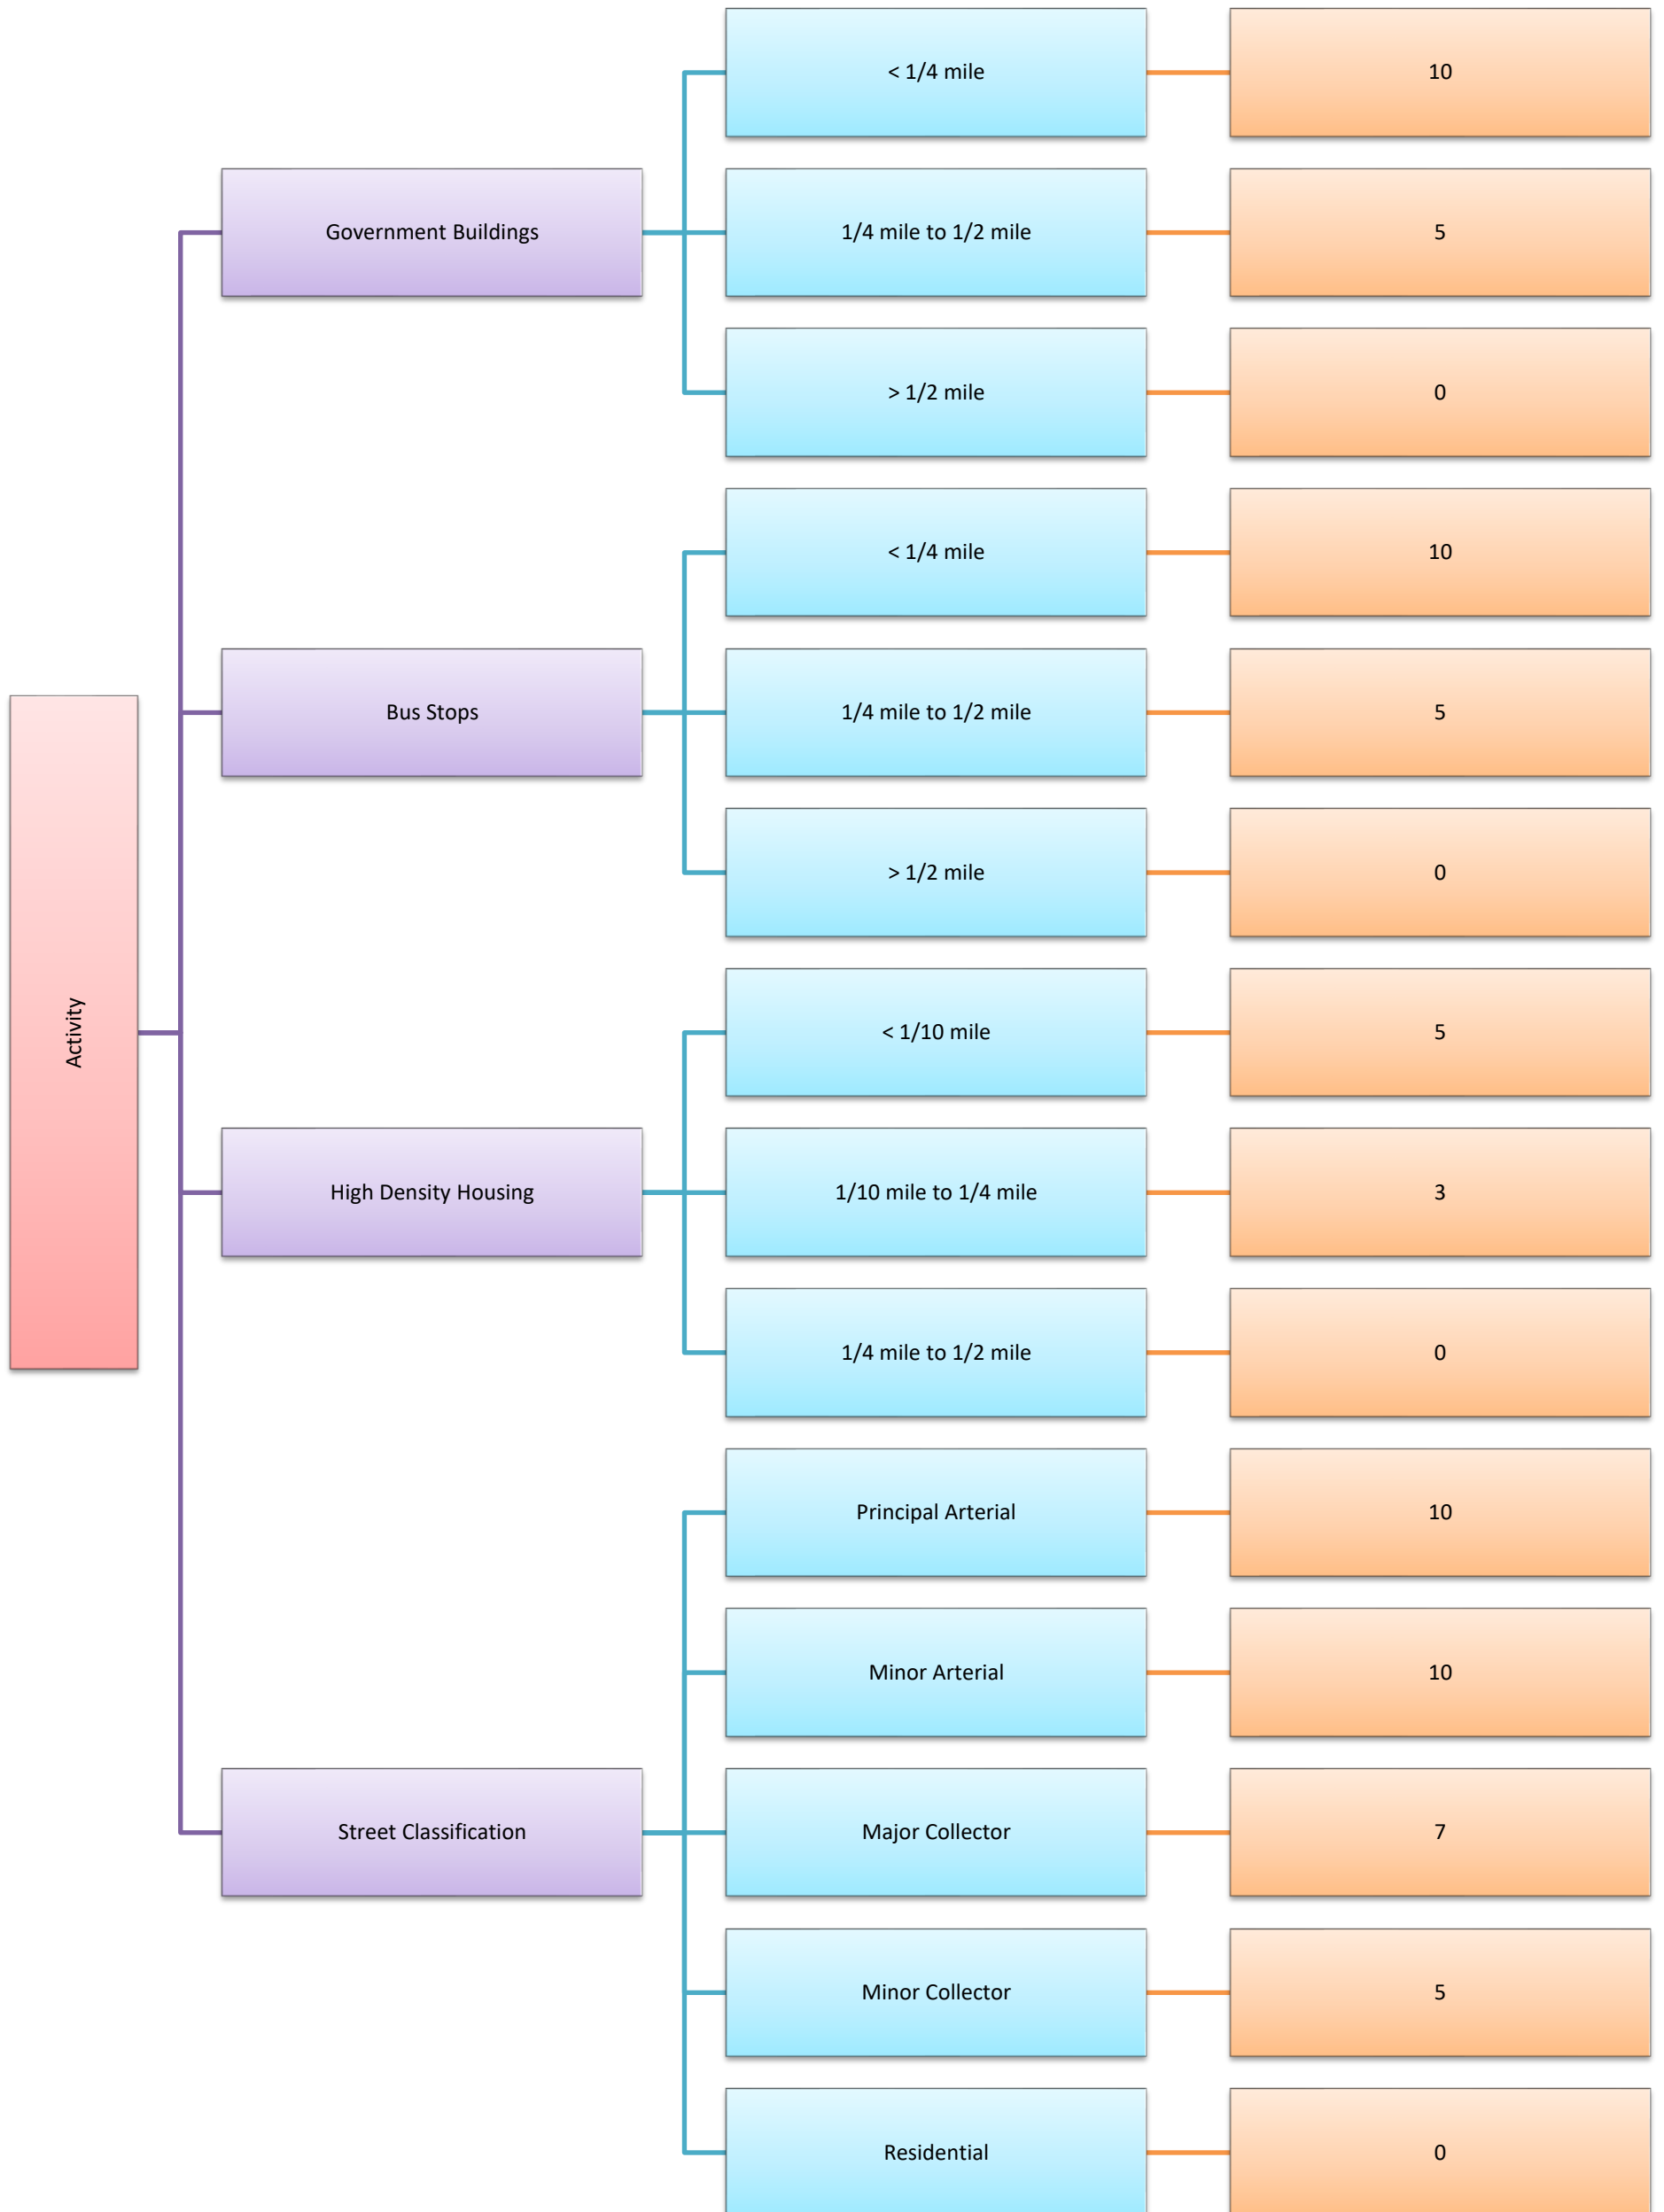 Activity
Government Buildings
< 1/4 mile
10
1/4 mile to 1/2 mile
5
> 1/2 mile
0
Bus Stops
< 1/4 mile
10
1/4 mile to 1/2 mile
5
> 1/2 mile
0
High Density Housing
< 1/10 mile
5
1/10 mile to 1/4 mile
3
1/4 mile to 1/2 mile
0
Street Classification
Principal Arterial
10
Minor Arterial
10
Major Collector
7
Minor Collector
5
Residential
0